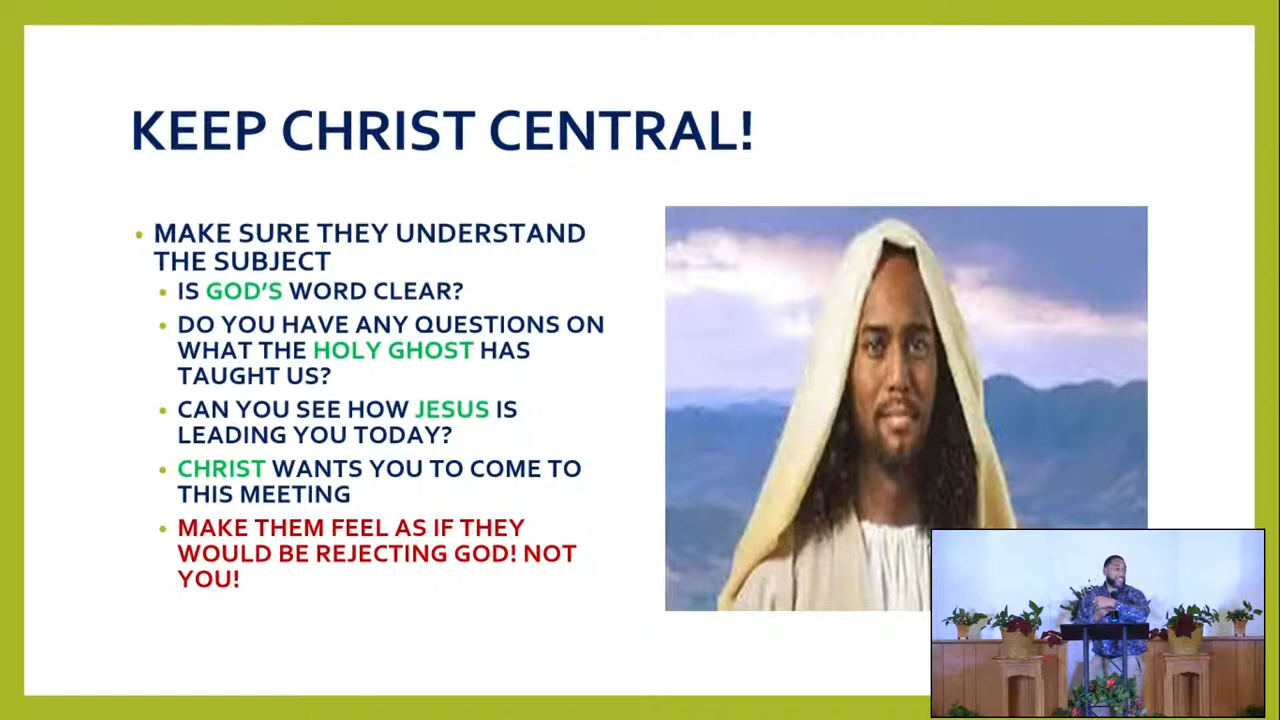 KEEP CHRIST CENTRAL!
• MAKE SURE THEY UNDERSTAND
THE SUBJECT
• IS GOD'S WORD CLEAR?
• DO YOU HAVE ANY QUESTIONS ON
WHAT THE HOLY GHOST HAS
TAUGHT US?
• CAN YOU SEE HOW JESUS IS
LEADING YOU TODAY?
• CHRIST WANTS YOU TO COME TO
THIS MEETING
• MAKE THEM FEEL AS IF THEY
WOULD BE REJECTING GOD! NOT
YOU!